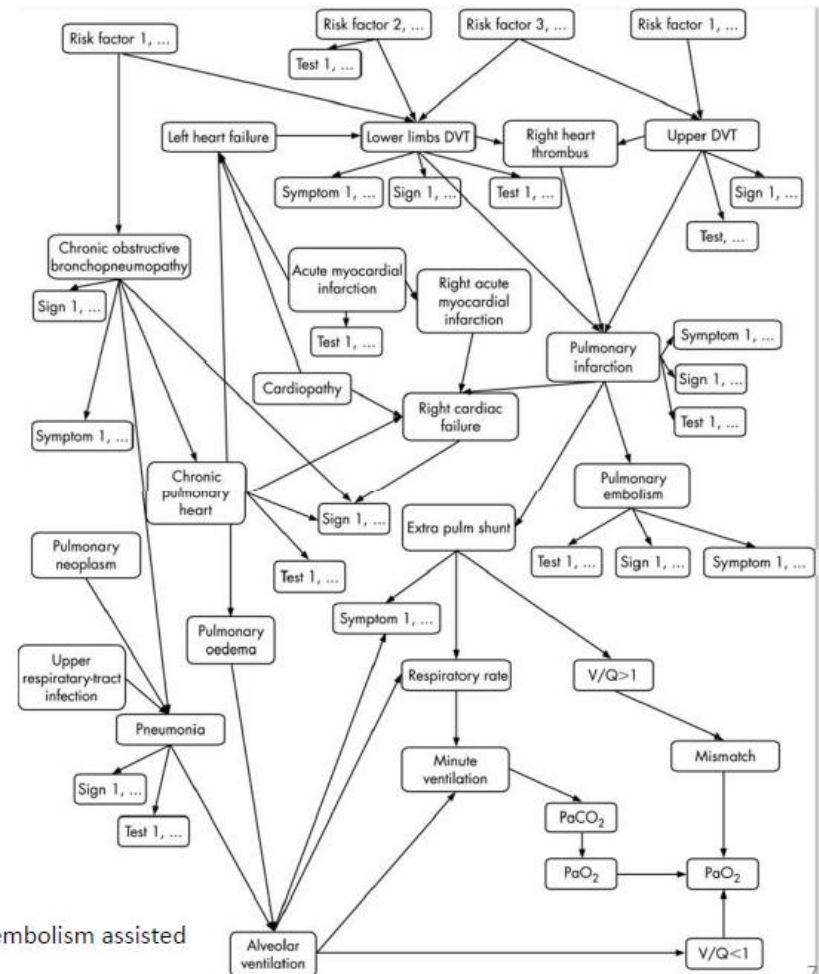 Risk factor 1, ...
Risk factor 2, ...
Risk factor 3, ...
Risk factor 1, ...
Test 1, ...
Left heart failure
Lower limbs DVT
Right heart
thrombus
Upper DVT
Symptom 1, ...
Sign 1, ...
Test 1, ...
Sign 1, ...
Test, ...
Chronic obstructive
bronchopneumopathy
Sign 1, ...
Acute myocardial
infarction
Right acute
myocardial
infarction
Test 1, ...
Pulmonary
infarction
Symptom 1, ...
Sign 1, ...
Test 1, ...
Cardiopathy
Right cardiac
failure
Symptom 1, ...
Chronic
pulmonary
heart
Sign 1, ...
Test 1, ...
Extra pulm shunt
Pulmonary
embolism
Test 1, ...
Sign 1, ...
Symptom 1, ...
Pulmonary
neoplasm
Symptom 1, ...
Pulmonary
oedema
Upper
respiratary-tract
infection
Respiratory rate
V/Q>1
Pneumonia
Minute
ventilation
Mismatch
Sign 1, ...
Test 1, ...
PaCO2
PaO2
PaO2
embolism assisted
Alveolar
ventilation
V/Q<1
7